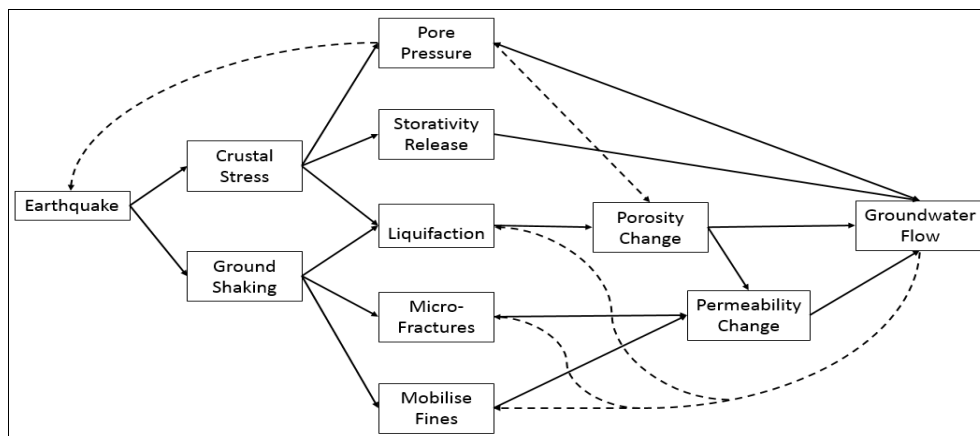 Pore
Pressure
Storativity
Release
Crustal
Stress
Earthquake
Liquifaction
Porosity
Change
Groundwater
Flow
Ground
Shaking
Micro-
Fractures
Permeability
Change
Mobilise
Fines